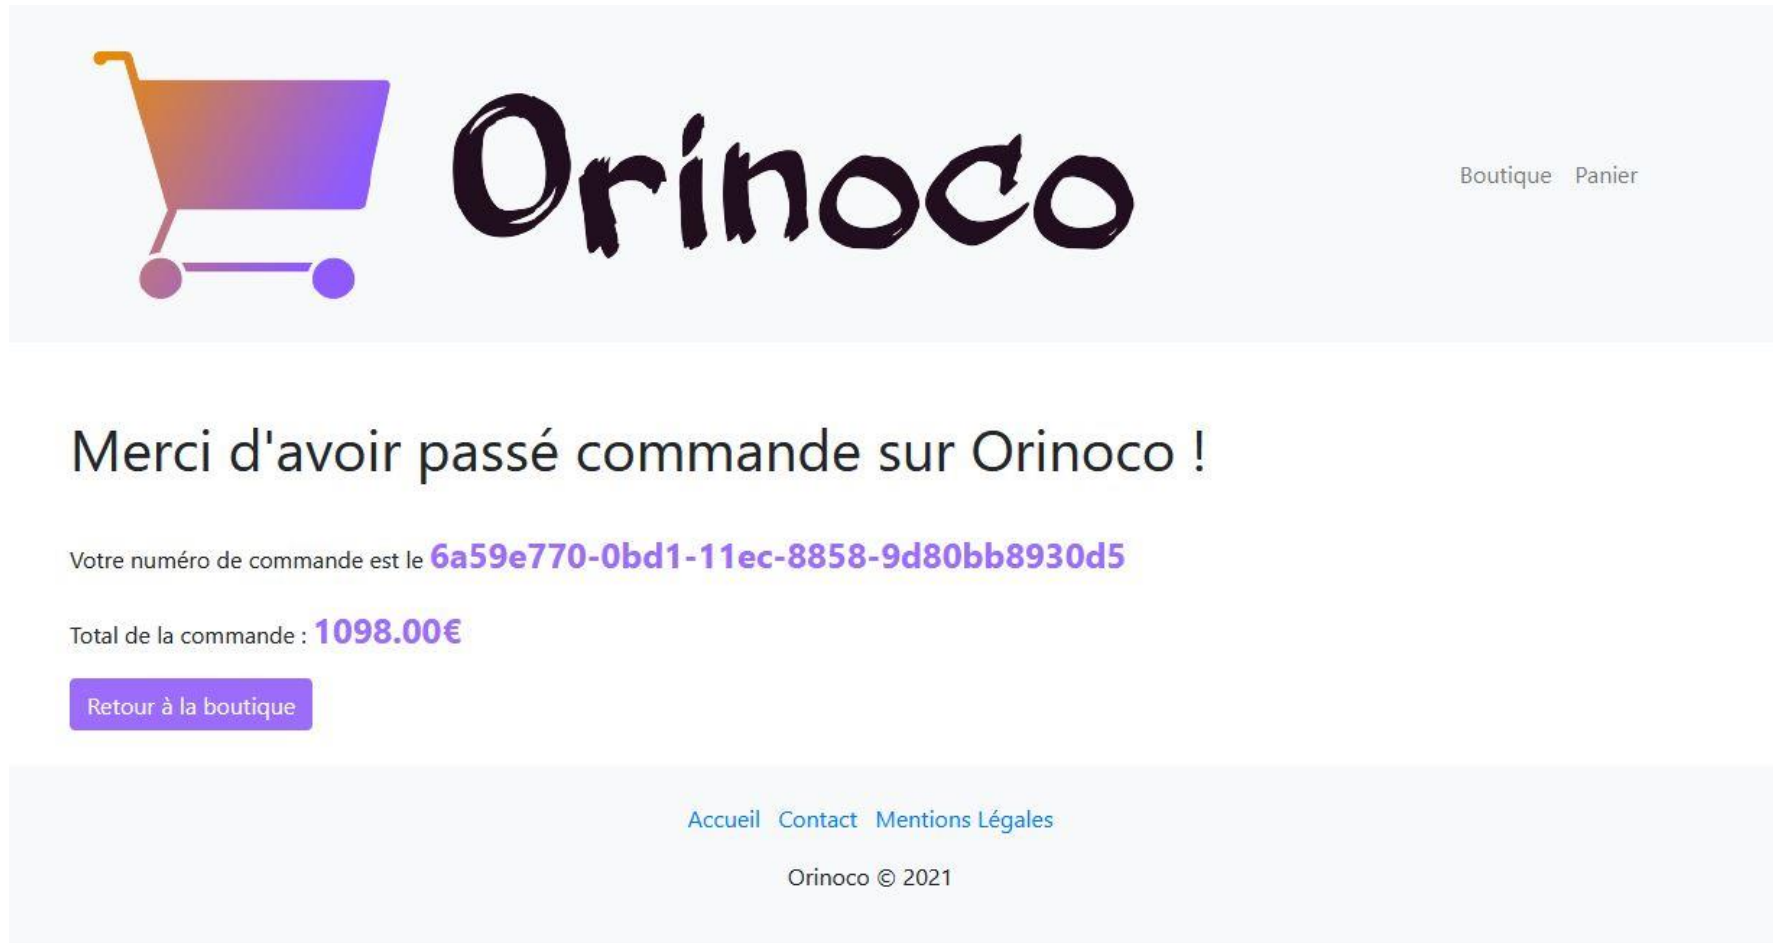 Orinoco
Boutique Panier
Merci d'avoir passé commande sur Orinoco !
Votre numéro de commande est le 6a59e770-0bd1-11ec-8858-9d80bb8930d5
Total de la commande : 1098.00€
Retour à la boutique
Accueil Contact Mentions Légales
Orinoco © 2021